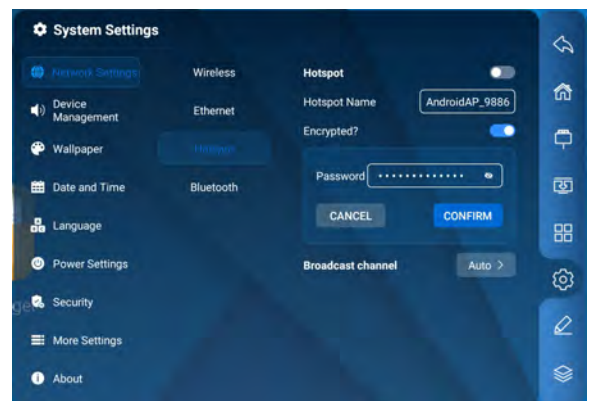 System Settings
Network Settings
Device
Management
Wallpaper
Date and Time
Language
Power Settings
Security
More Settings
About
Wireless
Ethernet
Hotspot
Bluetooth
Hotspot
Hotspot Name
AndroidAP_9886
Encrypted?
Password
CANCEL
CONFIRM
Broadcast channel
Auto >